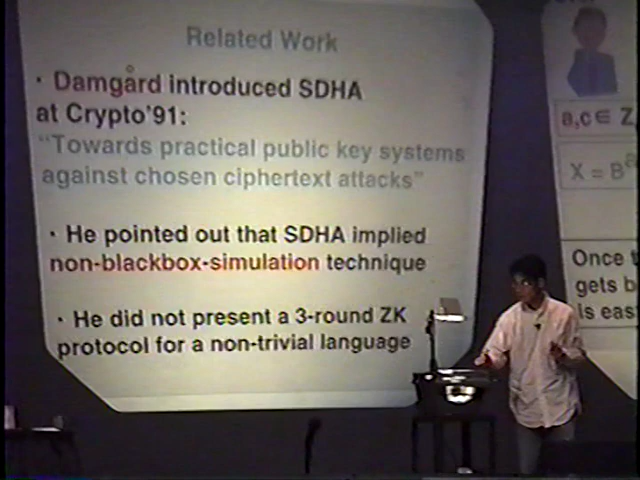 Related Work
· Damgård introduced SDHA
at Crypto'91:
"Towards practical public key systems
against chosen ciphertext attacks"
· He pointed out that SDHA implied
non-blackbox-simulation technique
· He did not present a 3-round ZK
protocol for a non-trivial language
a,c∈ Z
X = B^a
Once
gets b
Is eas